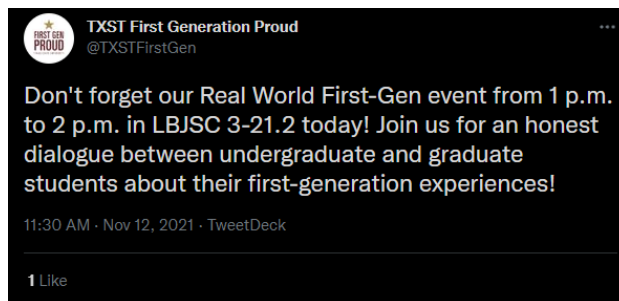 FIRST GEN
PROUD
TXST First Generation Proud
@TXSTFirstGen
Don't forget our Real World First-Gen event from 1 p.m.
to 2 p.m. in LBJSC 3-21.2 today! Join us for an honest
dialogue between undergraduate and graduate
students about their first-generation experiences!
11:30 AM · Nov 12, 2021 · TweetDeck
1 Like